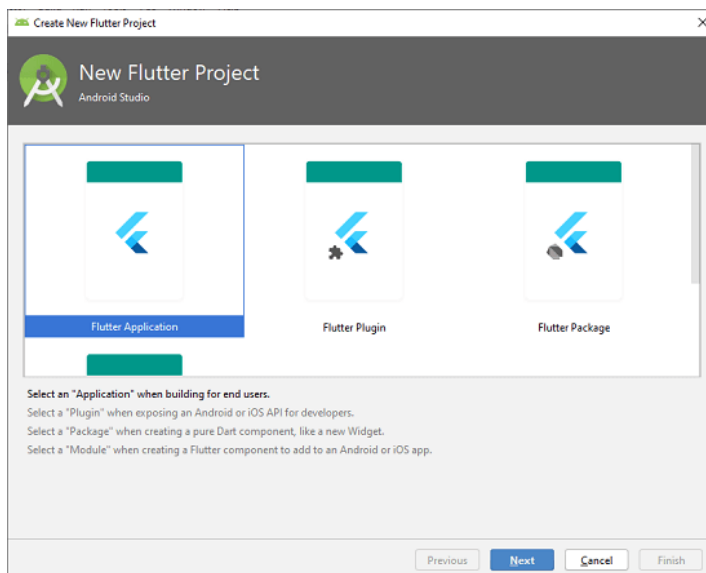 Create New Flutter Project
New Flutter Project
Android Studio
Flutter Application
Flutter Plugin
Flutter Package
Select an "Application" when building for end users.
Select a "Plugin" when exposing an Android or iOS API for developers.
Select a "Package" when creating a pure Dart component, like a new Widget.
Select a "Module" when creating a Flutter component to add to an Android or iOS app.
Previous
Next
Cancel
Finish